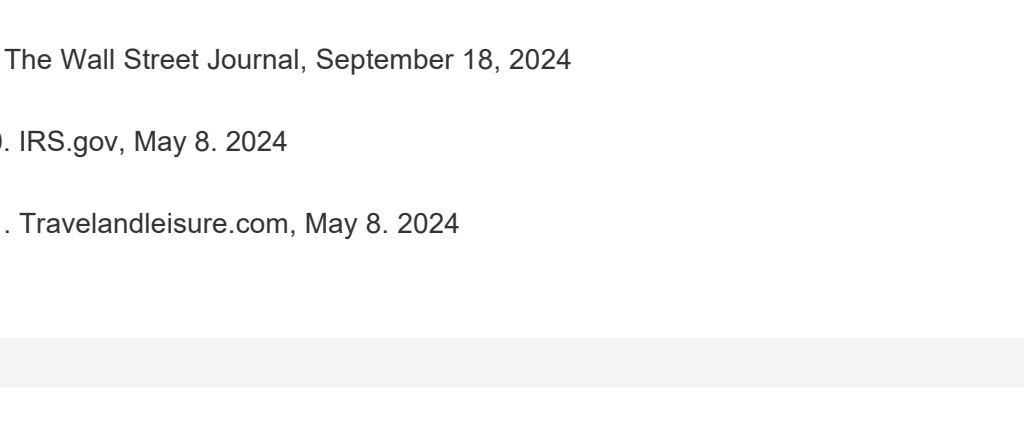 The Wall Street Journal, September 18, 2024
. IRS.gov, May 8. 2024
. Travelandleisure.com, May 8. 2024